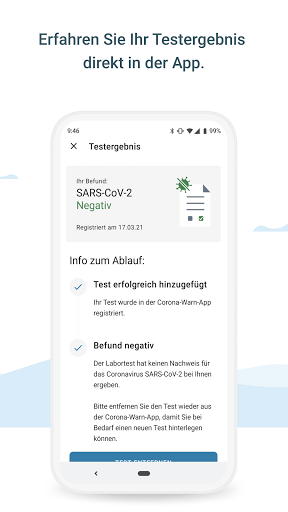 Erfahren Sie Ihr Testergebnis
direkt in der App.
9:46
99%
Testergebnis
Ihr Befund:
SARS-CoV-2
Negativ
Registriert am 17.03.21
Info zum Ablauf:
Test erfolgreich hinzugefügt
Ihr Test wurde in der Corona-Warn-App
registriert.
Befund negativ
Der Labortest hat keinen Nachweis für
das Coronavirus SARS-CoV-2 bei Ihnen
ergeben.
Bitte entfernen Sie den Test wieder aus
der Corona-Warn-App, damit Sie bei
Bedarf einen neuen Test hinterlegen
können.
TEST ENTFERNEN